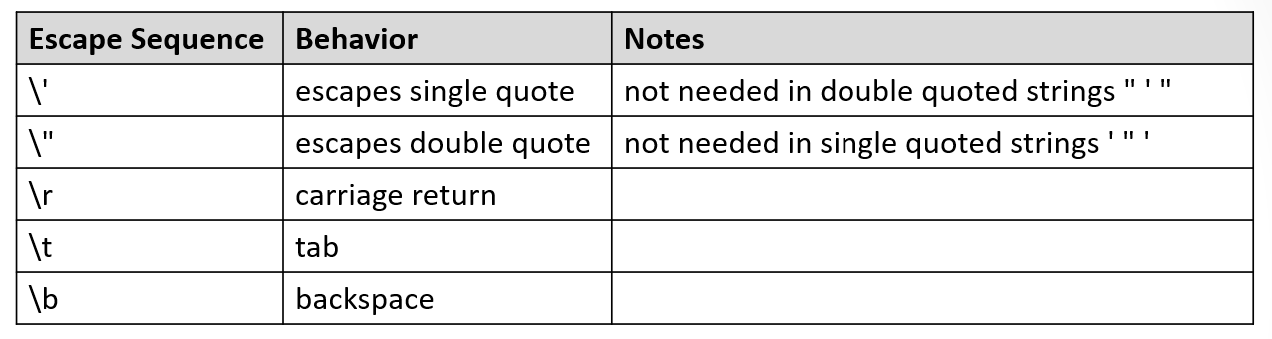 Escape Sequence Behavior Notes
\' escapes single quote not needed in double quoted strings " ' "
\" escapes double quote not needed in single quoted strings ' " '
\r carriage return
\t tab
\b backspace